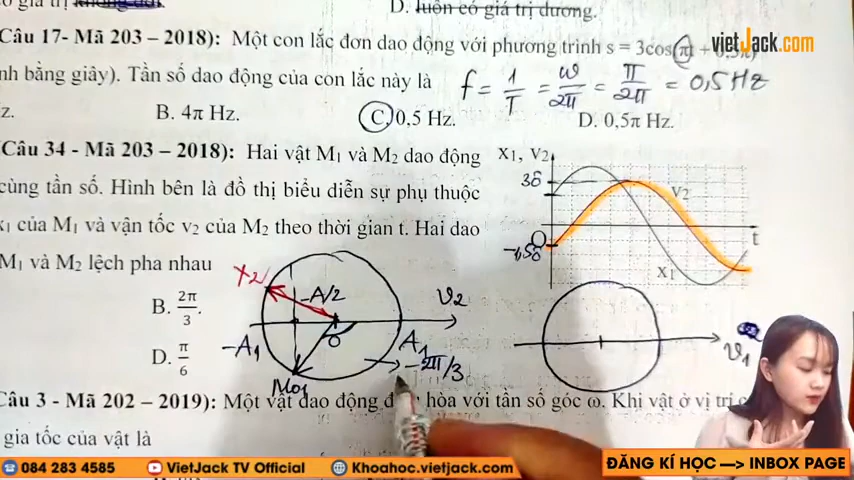 D. luôn có giá trị dương.
vietJack.com
Câu 17- Mã 203 – 2018): Một con lắc đơn dao động với phương trình s = 3cos(πt +
nh bằng giây). Tần số dao động của con lắc này là
f = 1/T = ω/2π = π/2π = 0,5 Hz
z.
B. 4π Hz.
C. 0,5 Hz.
D. 0,5π Hz.
Câu 34 - Mã 203 – 2018): Hai vật M₁ và M₂ dao động
cùng tần số. Hình bên là đồ thị biểu diễn sự phụ thuộc
x₁ của M₁ và vận tốc v₂ của M₂ theo thời gian t. Hai dao
M₁ và M₂ lệch pha nhau
x₁, v₂
3δ
O
-1,5δ
v₂
x₁
t
B. 2π/3.
D. π/6
x₂
-A/2
v₂
O
-A₁
A₁
-2π/3
M₀₁
v₁
Câu 3 - Mã 202 – 2019): Một vật dao động hòa với tần số góc ω. Khi vật ở vị trí
gia tốc của vật là
084 283 4585
VietJack TV Official
Khoahoc.vietjack.com
ĐĂNG KÍ HỌC —> INBOX PAGE